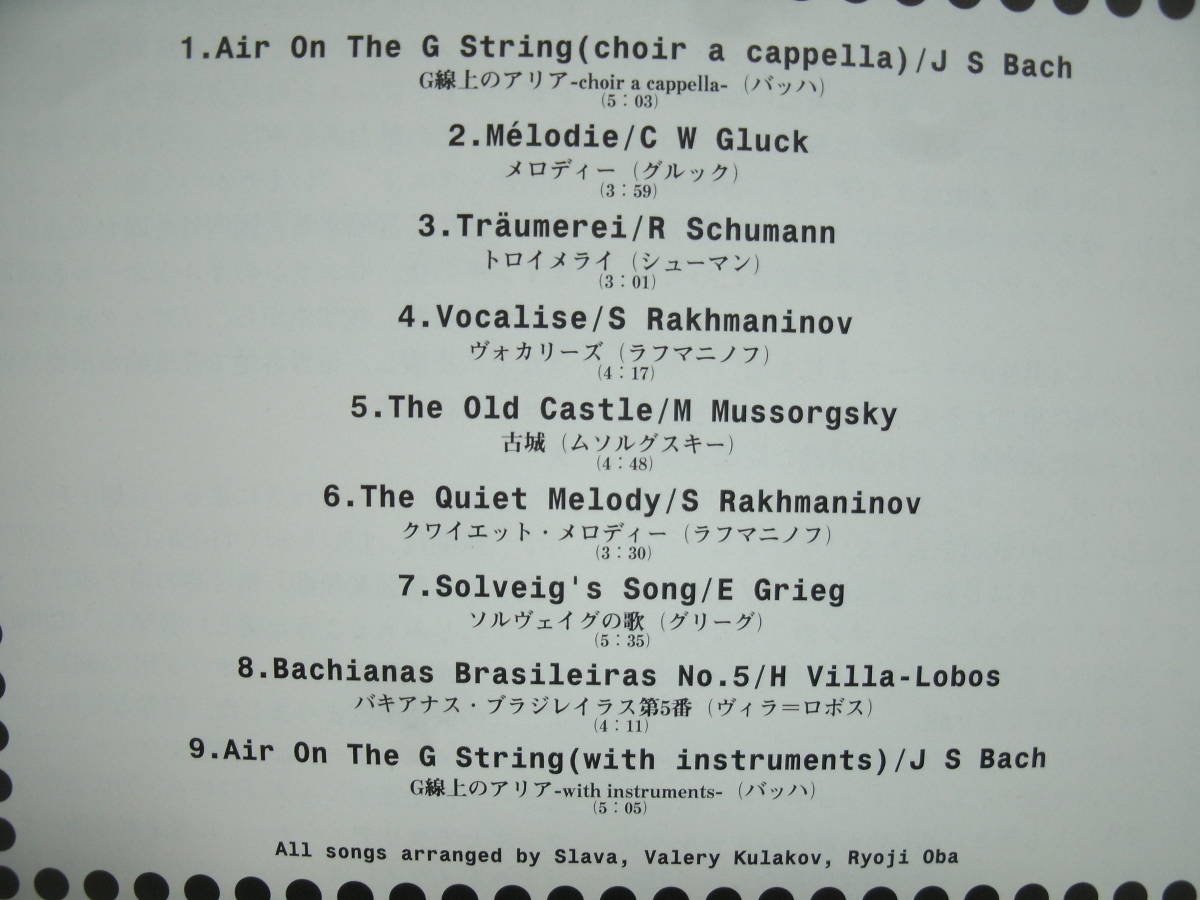 1.Air On The G String(choir a cappella)/J S Bach
G線上のアリア-choir a cappella-（バッハ）
(5：03)
2.Mélodie/C W Gluck
メロディー（グルック）
(3：59)
3.Träumerei/R Schumann
トロイメライ（シューマン）
(3：01)
4.Vocalise/S Rakhmaninov
ヴォカリーズ（ラフマニノフ）
(4：17)
5.The Old Castle/M Mussorgsky
古城（ムソルグスキー）
(4：48)
6.The Quiet Melody/S Rakhmaninov
クワイエット・メロディー（ラフマニノフ）
(3：30)
7.Solveig's Song/E Grieg
ソルヴェイグの歌（グリーグ）
(5：35)
8.Bachianas Brasileiras No.5/H Villa-Lobos
バキアナス・ブラジレイラス第5番（ヴィラ＝ロボス）
(4：11)
9.Air On The G String(with instruments)/J S Bach
G線上のアリア-with instruments-（バッハ）
(5：05)
All songs arranged by Slava, Valery Kulakov, Ryoji Oba